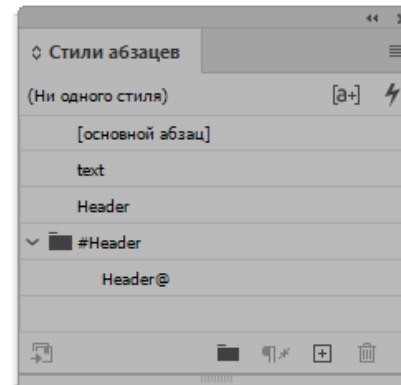 Стили абзацев
(Ни одного стиля) [a+]
[основной абзац]
text
Header
#Header
Header@